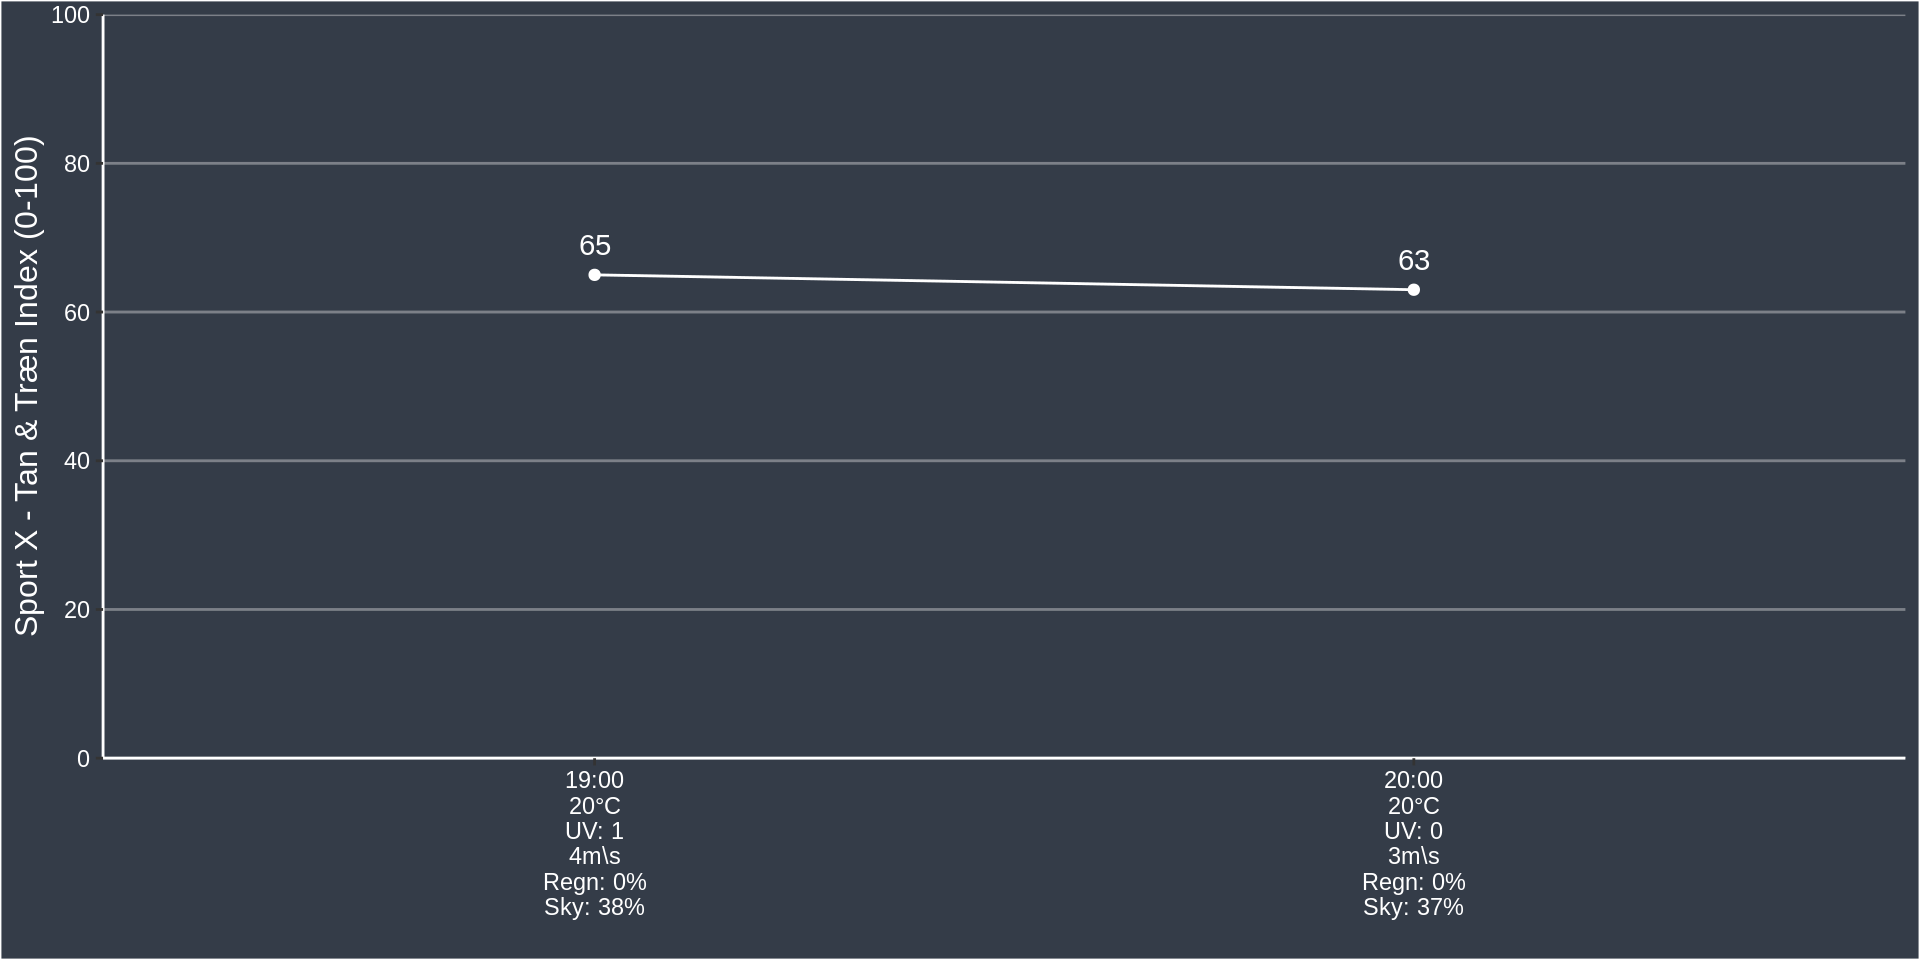 Sport X - Tan & Træn Index (0-100)
100
80
60
40
20
0
65
63
19:00
20°C
UV: 1
4m\s
Regn: 0%
Sky: 38%
20:00
20°C
UV: 0
3m\s
Regn: 0%
Sky: 37%